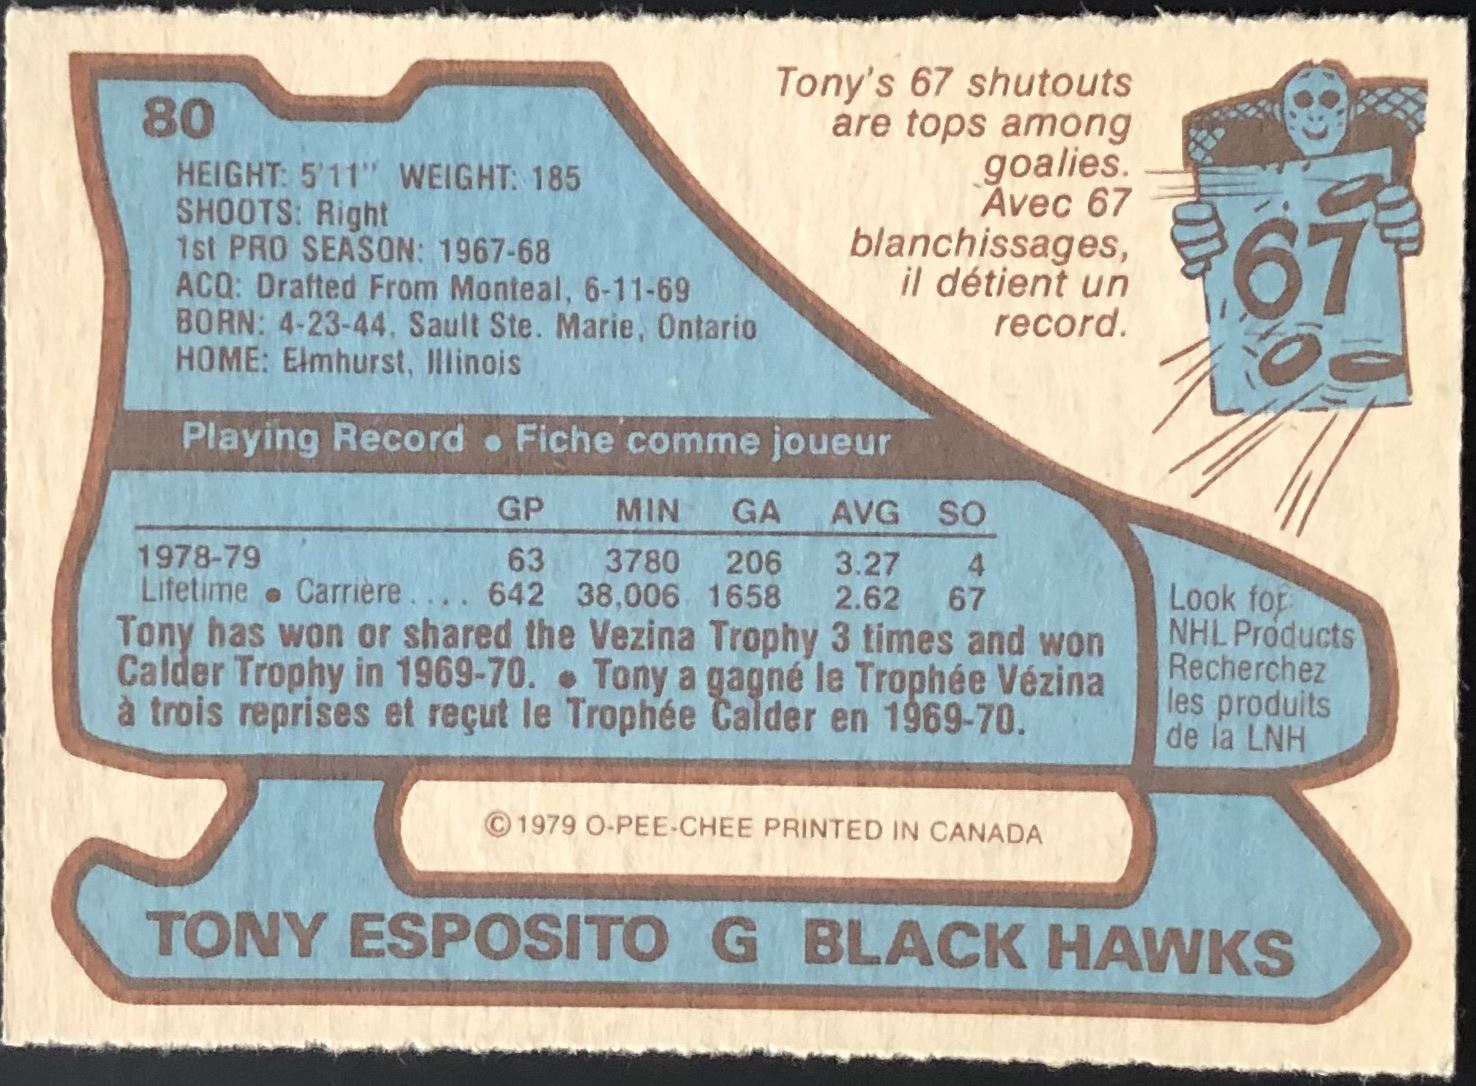 80
HEIGHT: 5'11" WEIGHT: 185
SHOOTS: Right
1st PRO SEASON: 1967-68
ACQ: Drafted From Monteal, 6-11-69
BORN: 4-23-44, Sault Ste. Marie, Ontario
HOME: Elmhurst, Illinois
Tony's 67 shutouts
are tops among
goalies.
Avec 67
blanchissages,
il détient un
record.
67
Playing Record • Fiche comme joueur
GP MIN GA AVG SO
1978-79 63 3780 206 3.27 4
Lifetime • Carrière .... 642 38,006 1658 2.62 67
Tony has won or shared the Vezina Trophy 3 times and won
Calder Trophy in 1969-70. • Tony a gagné le Trophée Vézina
à trois reprises et reçut le Trophée Calder en 1969-70.
Look for
NHL Products
Recherchez
les produits
de la LNH
©1979 O-PEE-CHEE PRINTED IN CANADA
TONY ESPOSITO G BLACK HAWKS